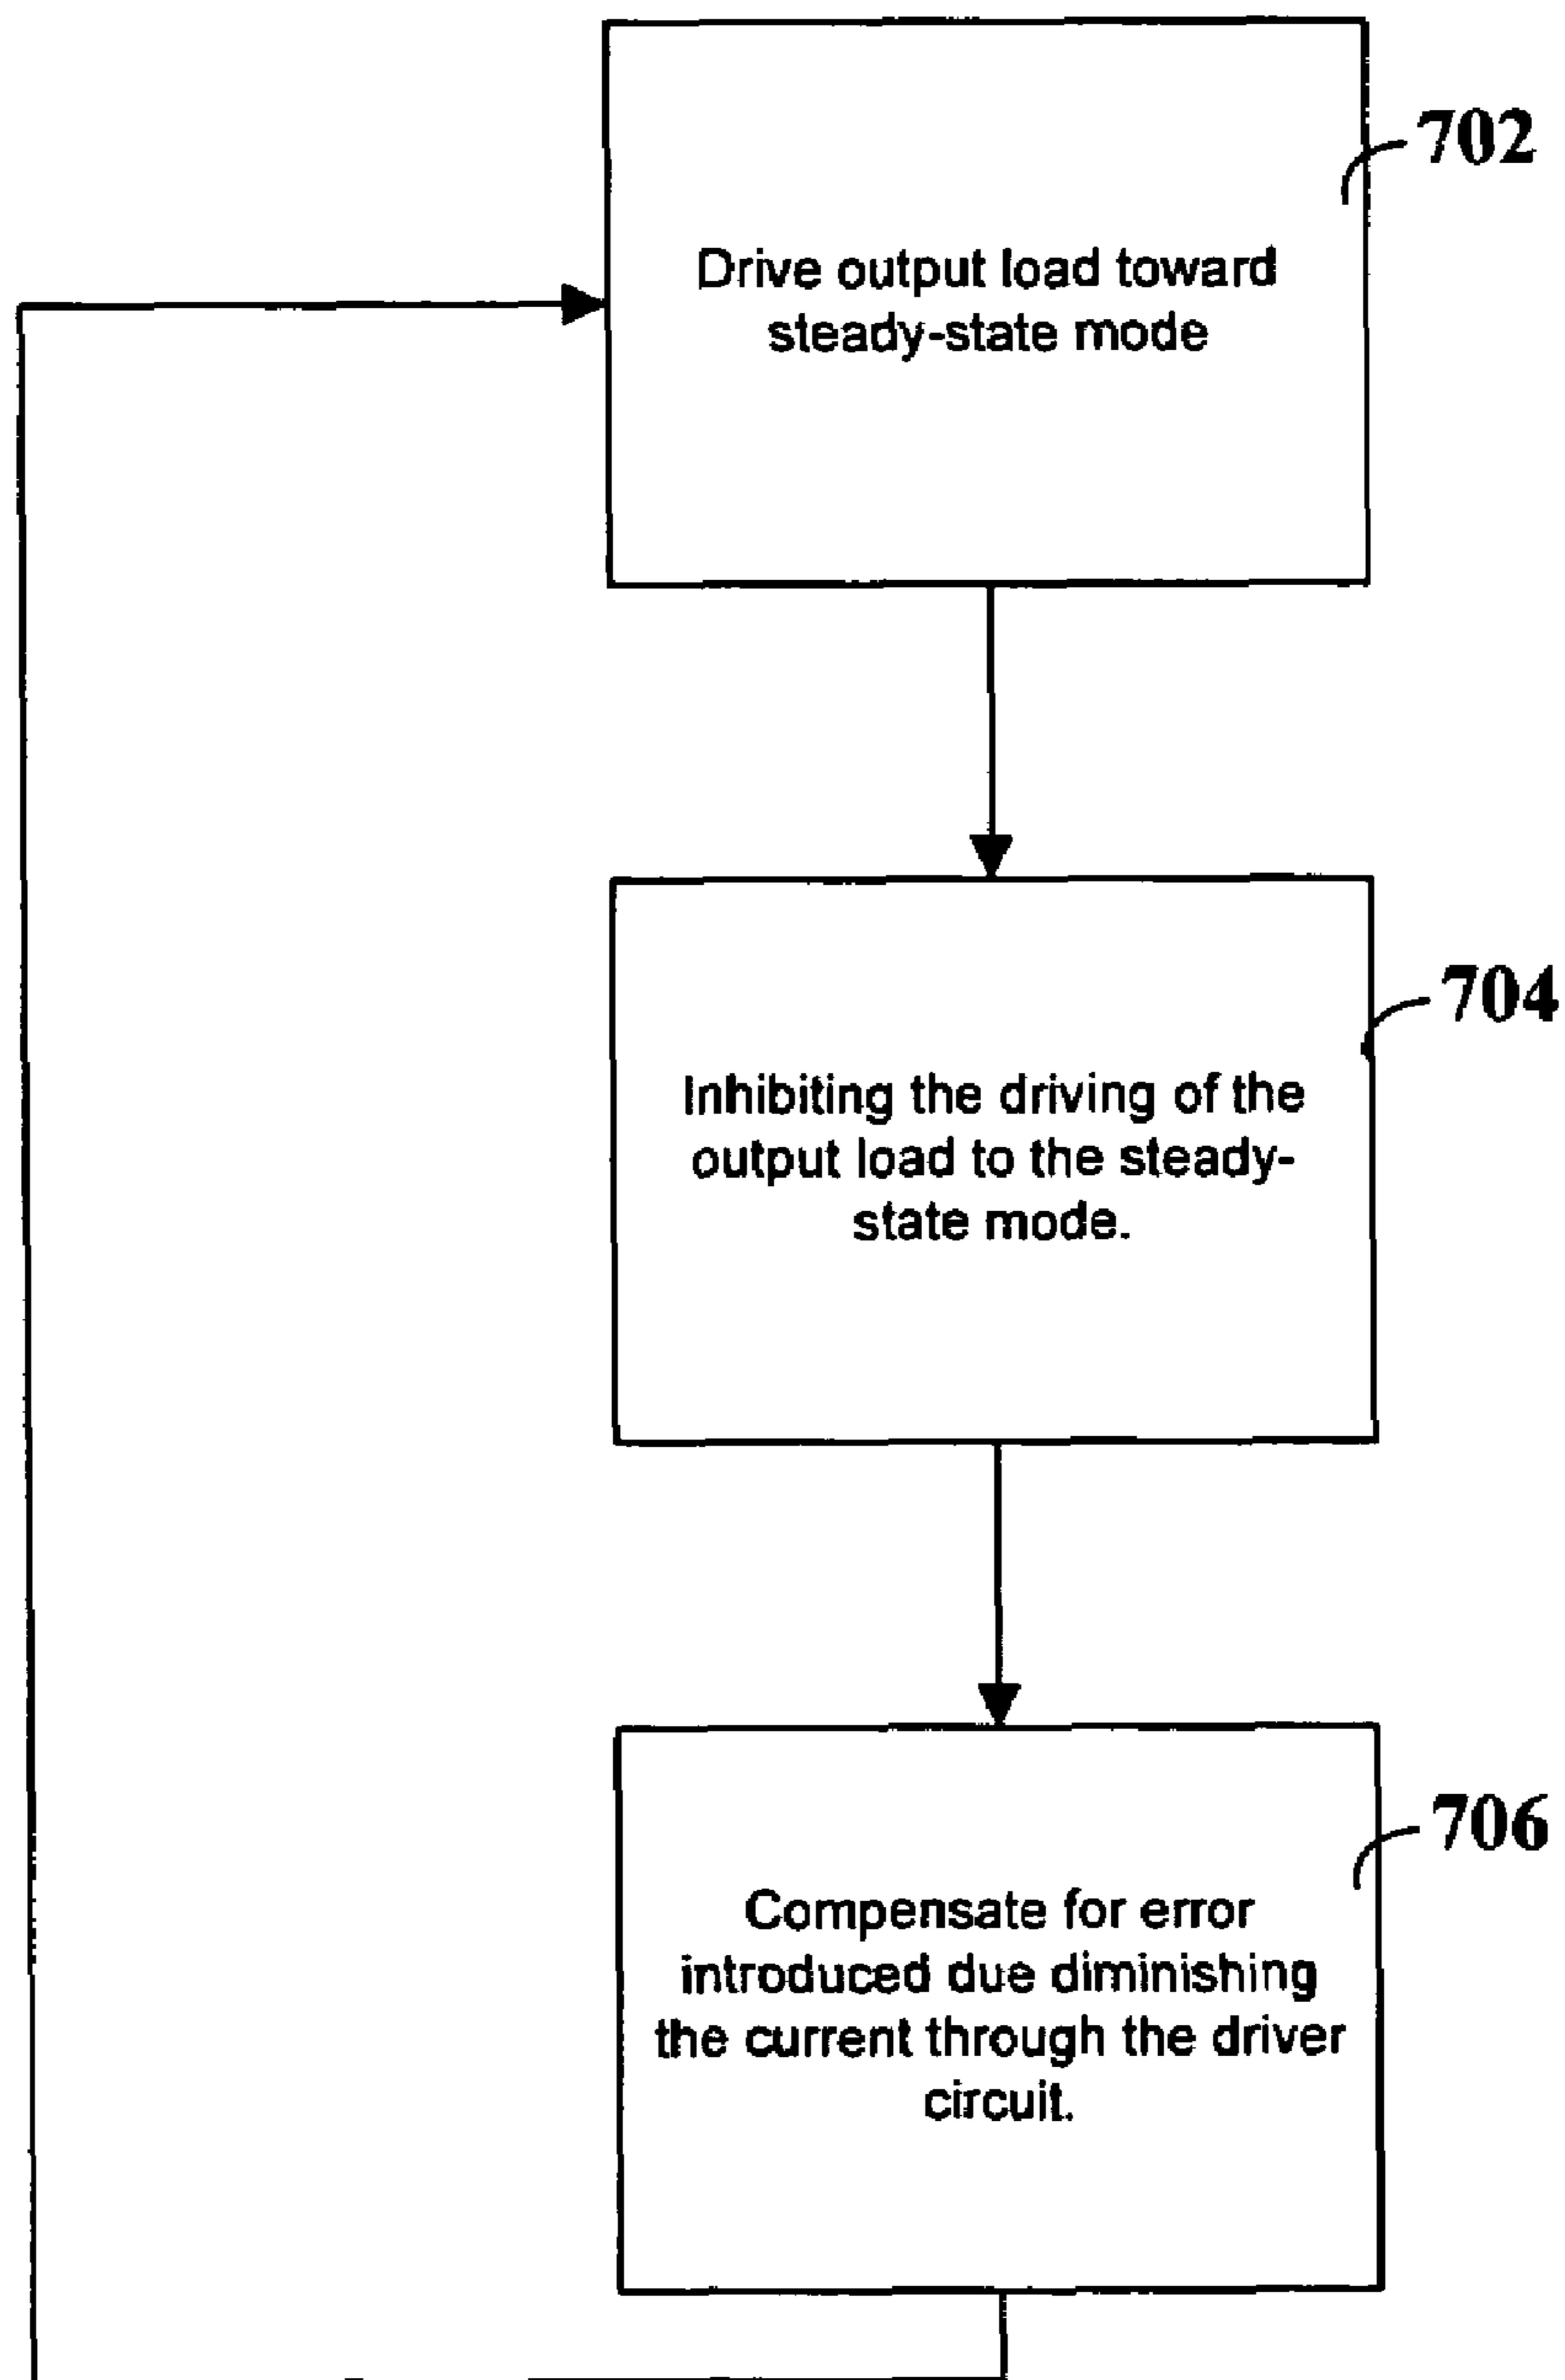 702
Drive output load toward
steady-state mode
704
Inhibiting the driving of the
output load to the steady-
state mode.
706
Compensate for error
introduced due diminishing
the current through the driver
circuit.